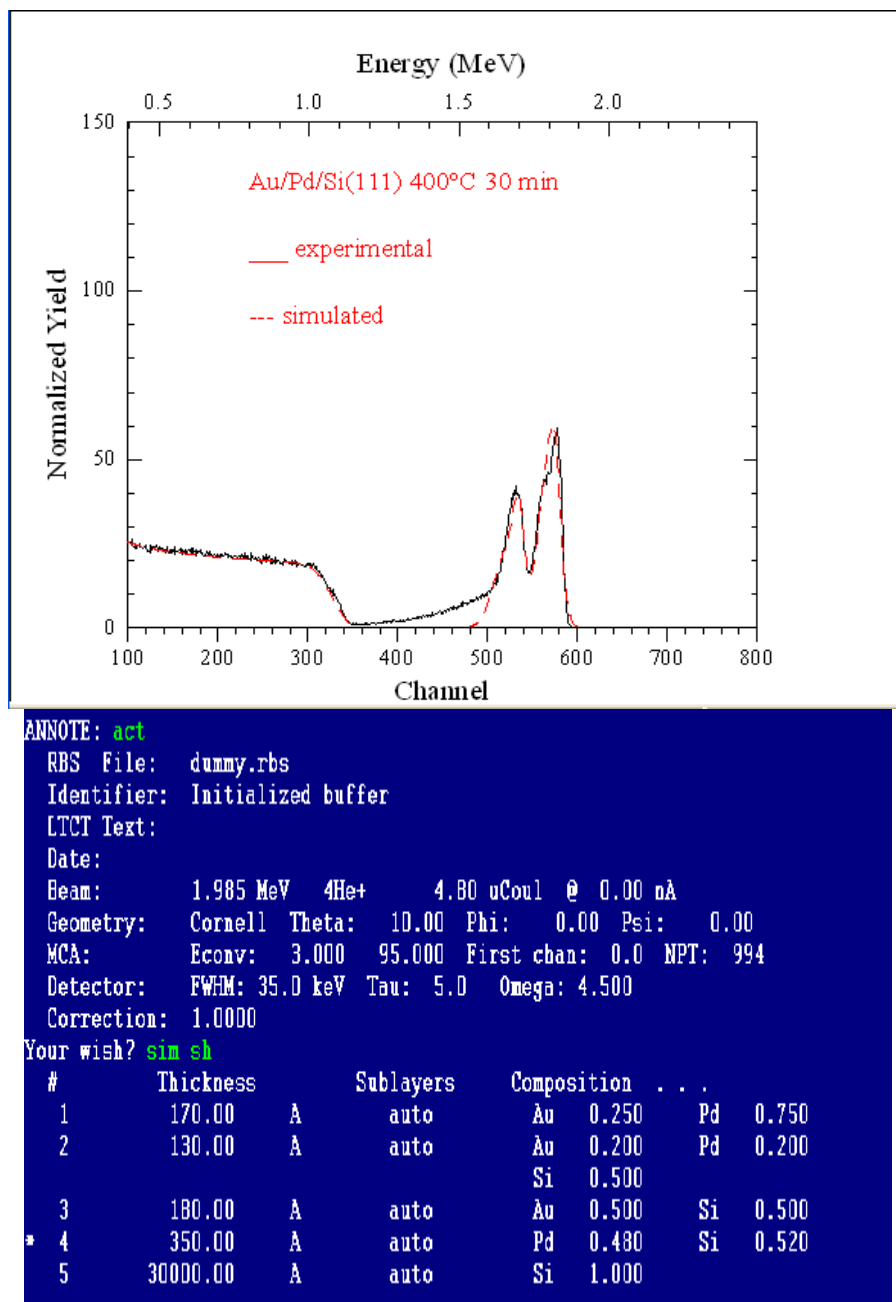 Energy (MeV)
0.5 1.0 1.5 2.0
150
Au/Pd/Si(111) 400°C 30 min
___ experimental
100
--- simulated
Normalized Yield
50
0
100 200 300 400 500 600 700 800
Channel
ANNOTE: act
RBS File: dummy.rbs
Identifier: Initialized buffer
LTCT Text:
Date:
Beam: 1.985 MeV 4He+ 4.80 uCoul @ 0.00 nA
Geometry: Cornell Theta: 10.00 Phi: 0.00 Psi: 0.00
MCA: Econv: 3.000 95.000 First chan: 0.0 NPT: 994
Detector: FWHM: 35.0 keV Tau: 5.0 Omega: 4.500
Correction: 1.0000
Your wish? sim sh
# Thickness Sublayers Composition . . .
1 170.00 A auto Au 0.250 Pd 0.750
2 130.00 A auto Au 0.200 Pd 0.200
Si 0.500
3 180.00 A auto Au 0.500 Si 0.500
* 4 350.00 A auto Pd 0.480 Si 0.520
5 30000.00 A auto Si 1.000